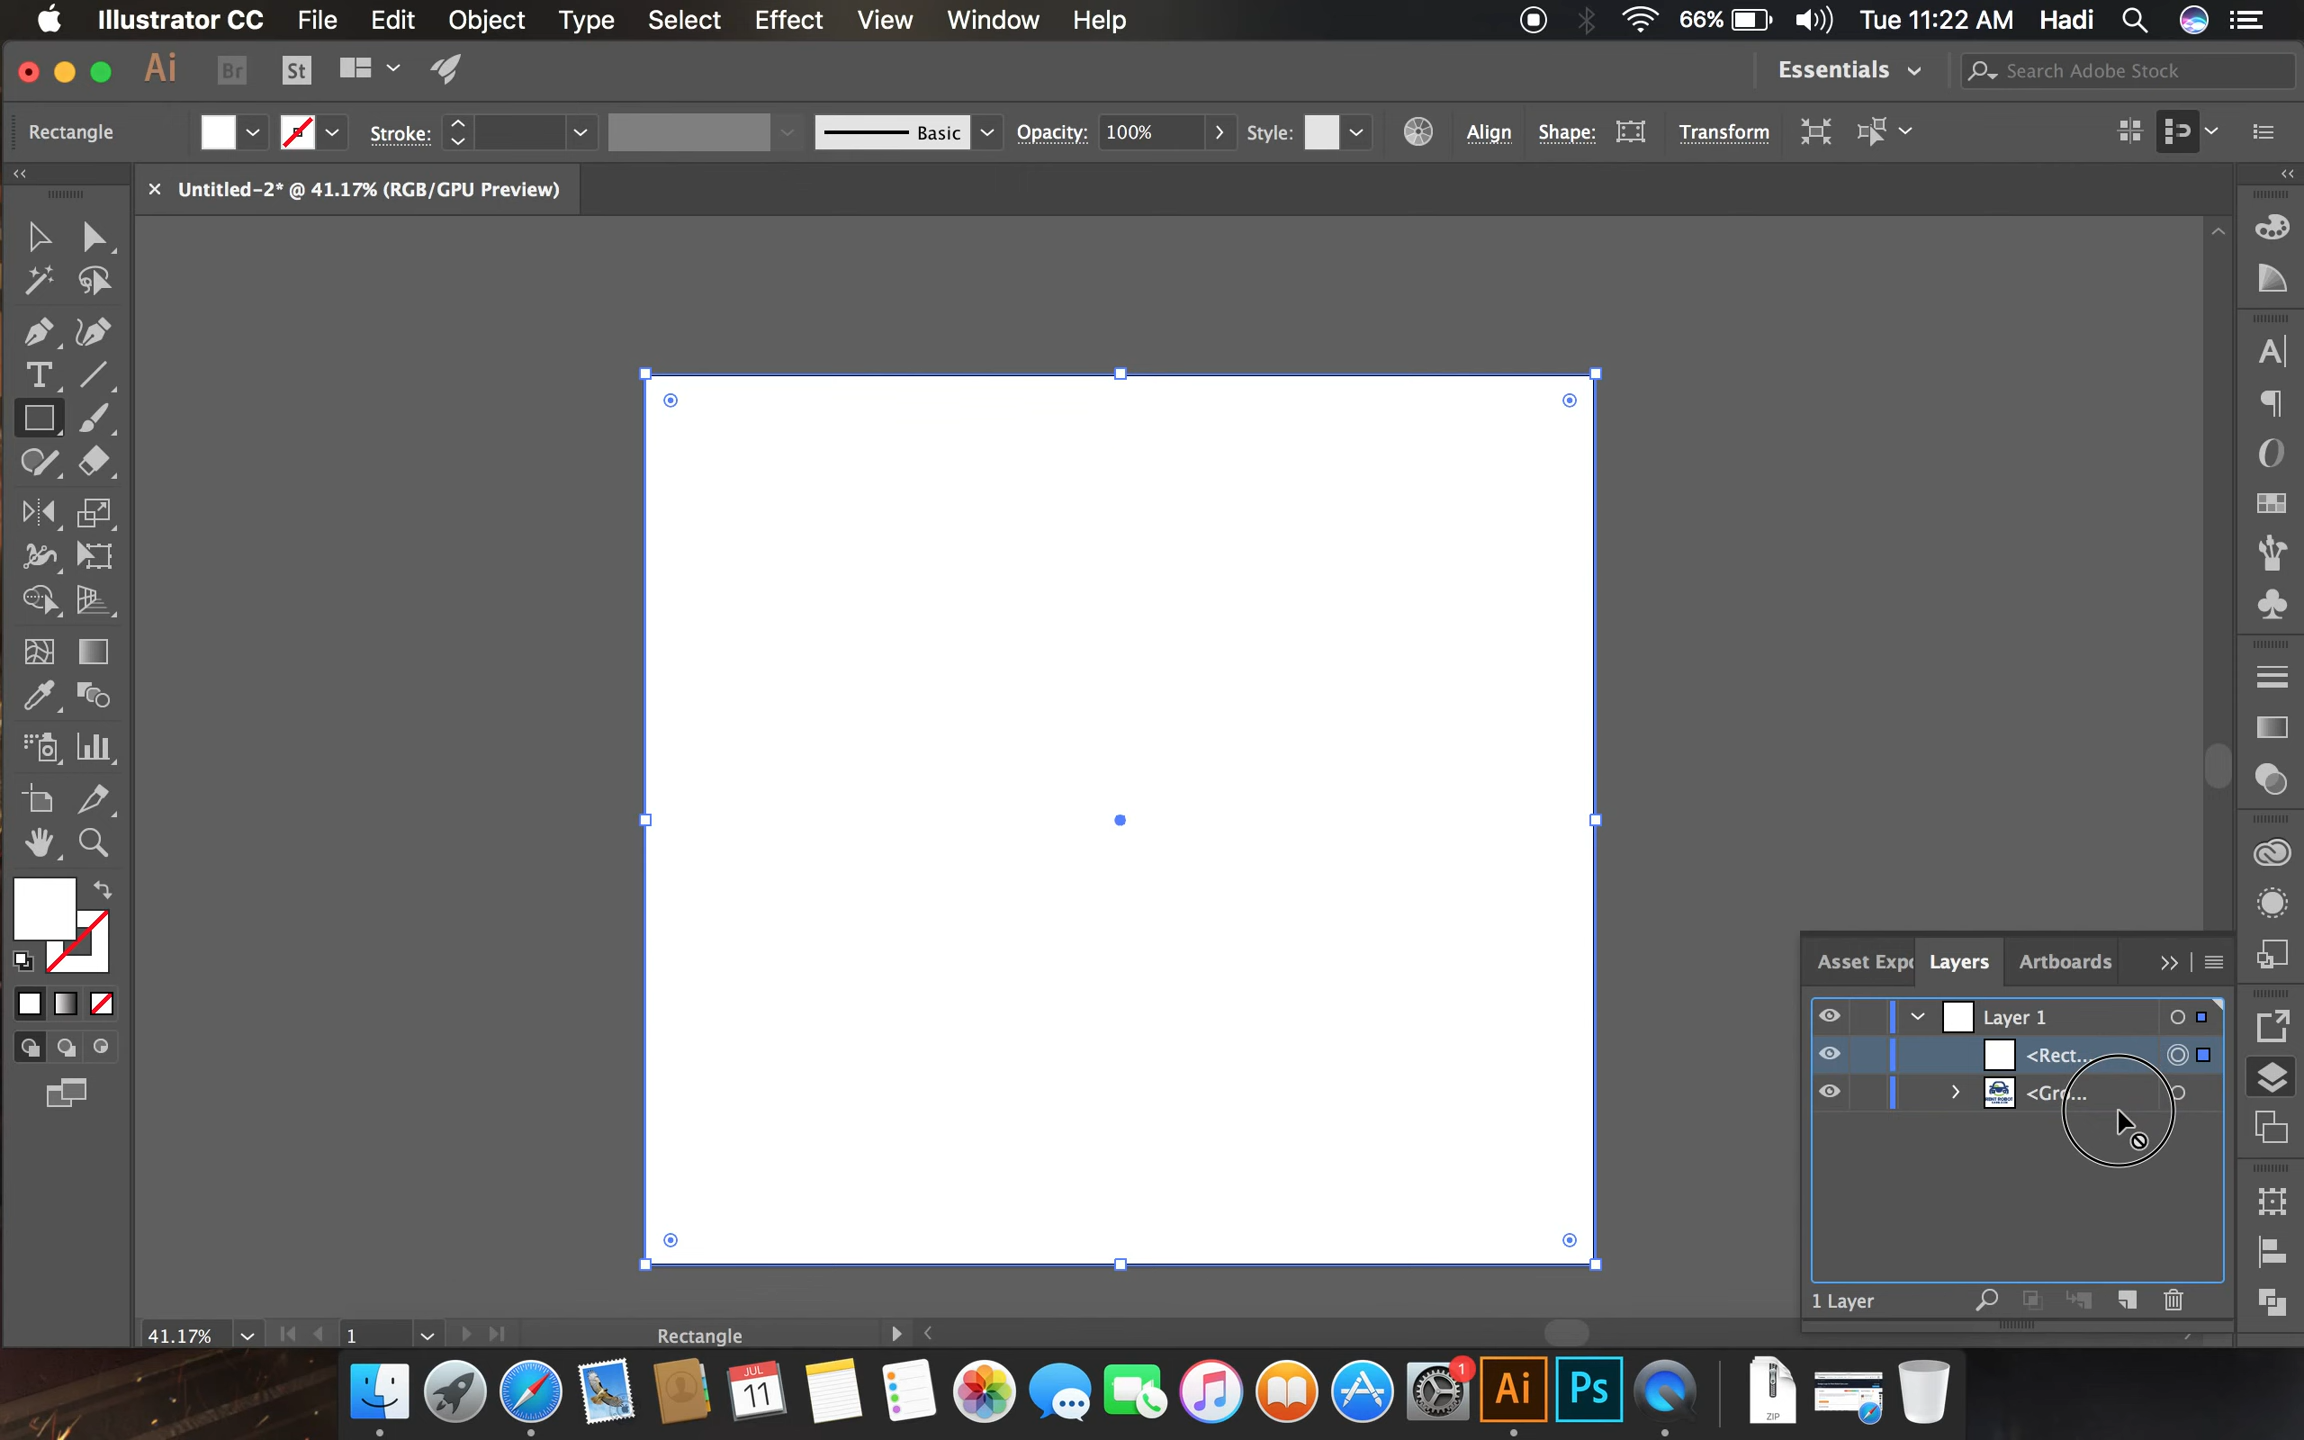 Illustrator CC File Edit Object Type Select Effect View Window Help 66% Tue 11:22 AM Hadi
Ai Br St Essentials Search Adobe Stock
Rectangle Stroke: Basic Opacity: 100% Style: Align Shape: Transform
Untitled-2* @ 41.17% (RGB/GPU Preview)
Asset Expo Layers Artboards
Layer 1
<Rect...
<Gro...
1 Layer
41.17% 1 Rectangle
JUL
11
1
Ai Ps
ZIP